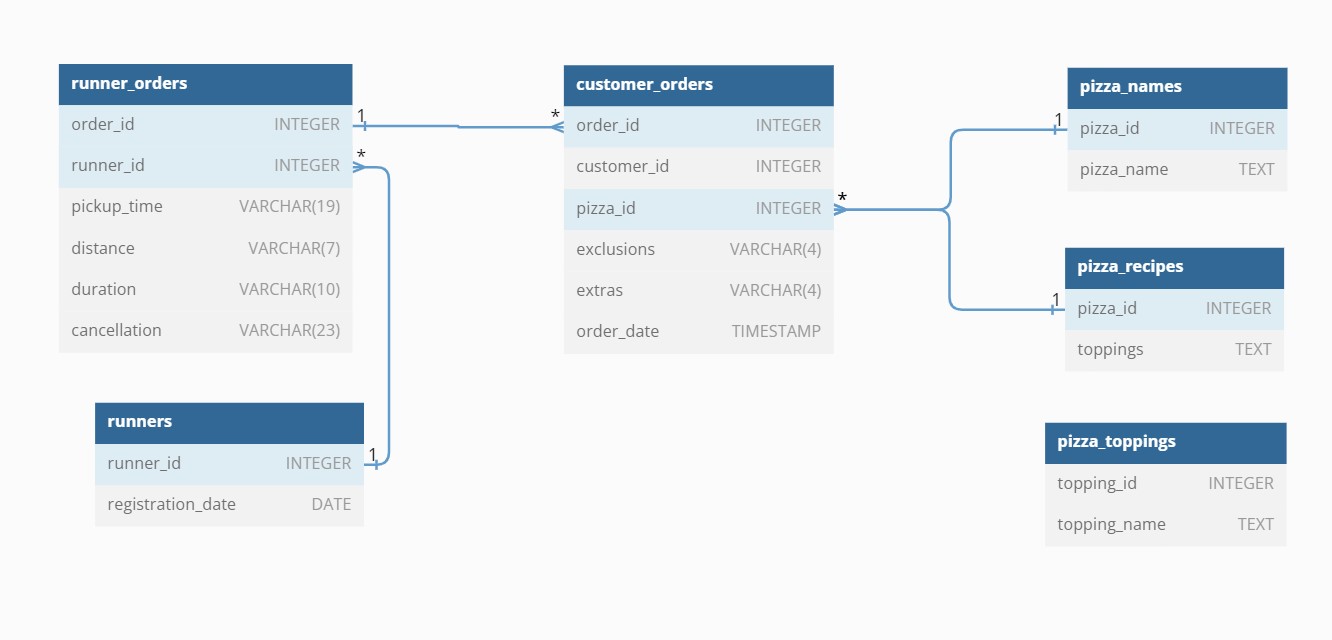 runner_orders
order_id INTEGER
runner_id INTEGER
pickup_time VARCHAR(19)
distance VARCHAR(7)
duration VARCHAR(10)
cancellation VARCHAR(23)
1
*
*
customer_orders
order_id INTEGER
customer_id INTEGER
pizza_id INTEGER
exclusions VARCHAR(4)
extras VARCHAR(4)
order_date TIMESTAMP
*
1
pizza_names
pizza_id INTEGER
pizza_name TEXT
1
pizza_recipes
pizza_id INTEGER
toppings TEXT
runners
runner_id INTEGER
registration_date DATE
1
pizza_toppings
topping_id INTEGER
topping_name TEXT